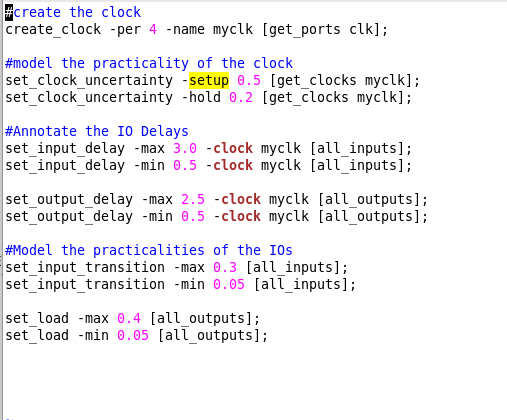 #create the clock
create_clock -per 4 -name myclk [get_ports clk];
#model the practicality of the clock
set_clock_uncertainty -setup 0.5 [get_clocks myclk];
set_clock_uncertainty -hold 0.2 [get_clocks myclk];
#Annotate the IO Delays
set_input_delay -max 3.0 -clock myclk [all_inputs];
set_input_delay -min 0.5 -clock myclk [all_inputs];
set_output_delay -max 2.5 -clock myclk [all_outputs];
set_output_delay -min 0.5 -clock myclk [all_outputs];
#Model the practicalities of the IOs
set_input_transition -max 0.3 [all_inputs];
set_input_transition -min 0.05 [all_inputs];
set_load -max 0.4 [all_outputs];
set_load -min 0.05 [all_outputs];